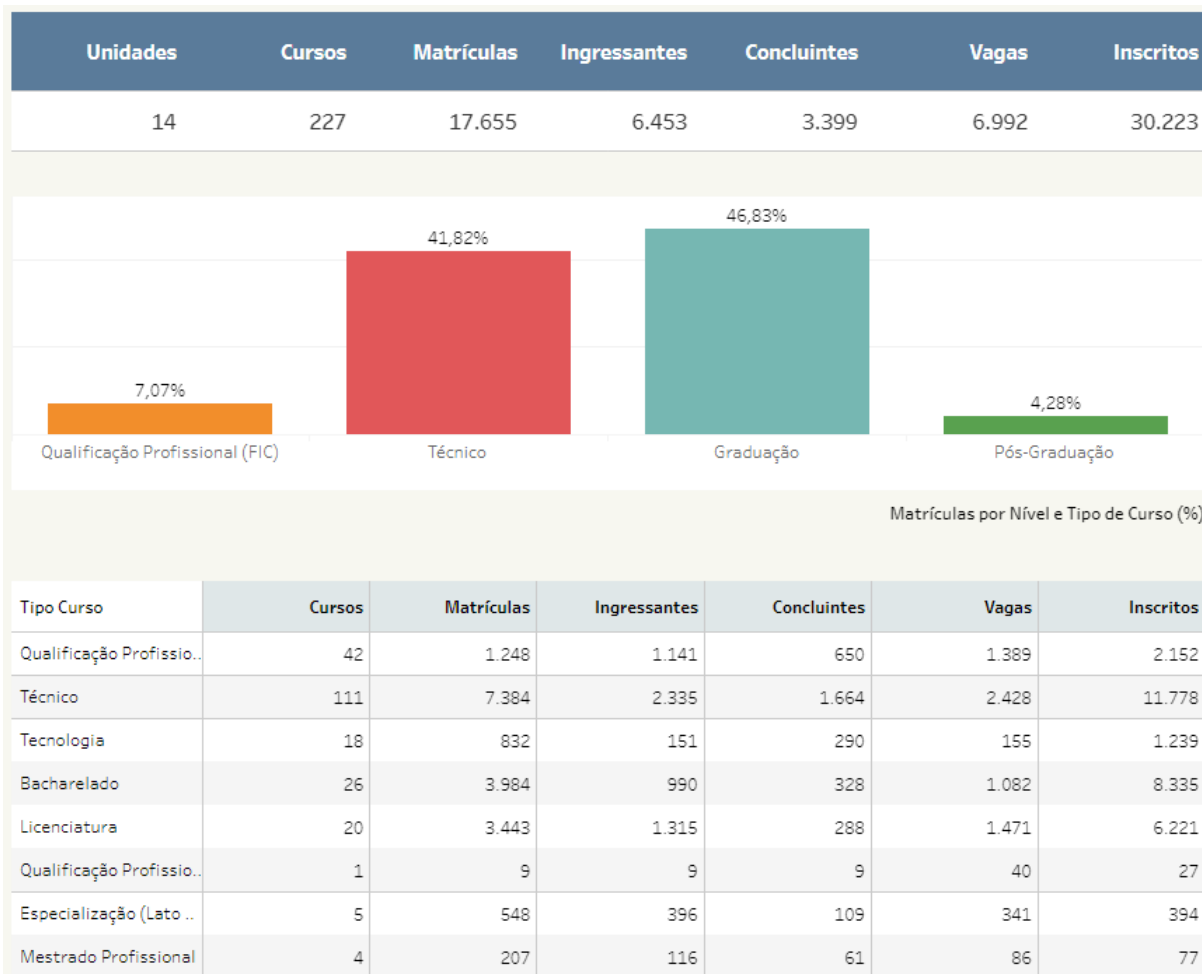 Unidades Cursos Matrículas Ingressantes Concluintes Vagas Inscritos
14 227 17.655 6.453 3.399 6.992 30.223
46,83%
41,82%
7,07%
4,28%
Qualificação Profissional (FIC) Técnico Graduação Pós-Graduação
Matrículas por Nível e Tipo de Curso (%)
Tipo Curso Cursos Matrículas Ingressantes Concluintes Vagas Inscritos
Qualificação Profissio.. 42 1.248 1.141 650 1.389 2.152
Técnico 111 7.384 2.335 1.664 2.428 11.778
Tecnologia 18 832 151 290 155 1.239
Bacharelado 26 3.984 990 328 1.082 8.335
Licenciatura 20 3.443 1.315 288 1.471 6.221
Qualificação Profissio.. 1 9 9 9 40 27
Especialização (Lato .. 5 548 396 109 341 394
Mestrado Profissional 4 207 116 61 86 77